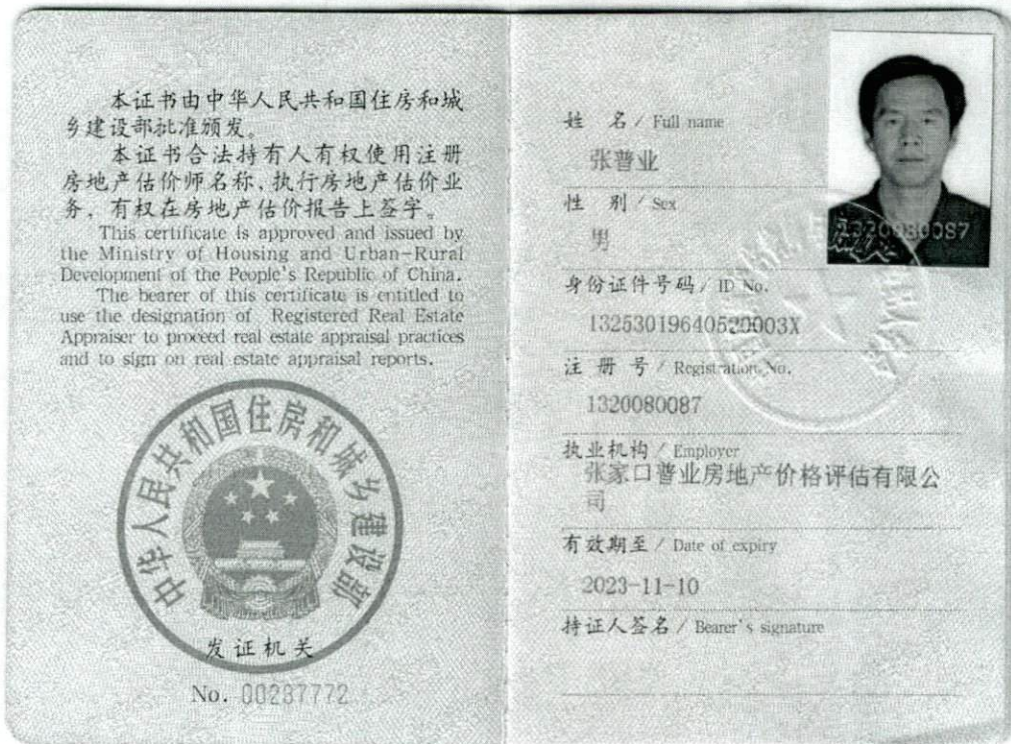 本证书由中华人民共和国住房和城
乡建设部批准颁发。
本证书合法持有人有权使用注册
房地产估价师名称、执行房地产估价业
务，有权在房地产估价报告上签字。
This certificate is approved and issued by
the Ministry of Housing and Urban-Rural
Development of the People's Republic of China.
The bearer of this certificate is entitled to
use the designation of Registered Real Estate
Appraiser to proceed real estate appraisal practices
and to sign on real estate appraisal reports.
中华人民共和国住房和城乡建设部
发证机关
No. 00237772
姓 名 / Full name
张普业
性 别 / Sex
男
身份证件号码 / ID No.
13253019640520003X
注 册 号 / Registration No.
1320080087
执业机构 / Employer
张家口普业房地产价格评估有限公
司
有效期至 / Date of expiry
2023-11-10
持证人签名 / Bearer's signature
1320080087